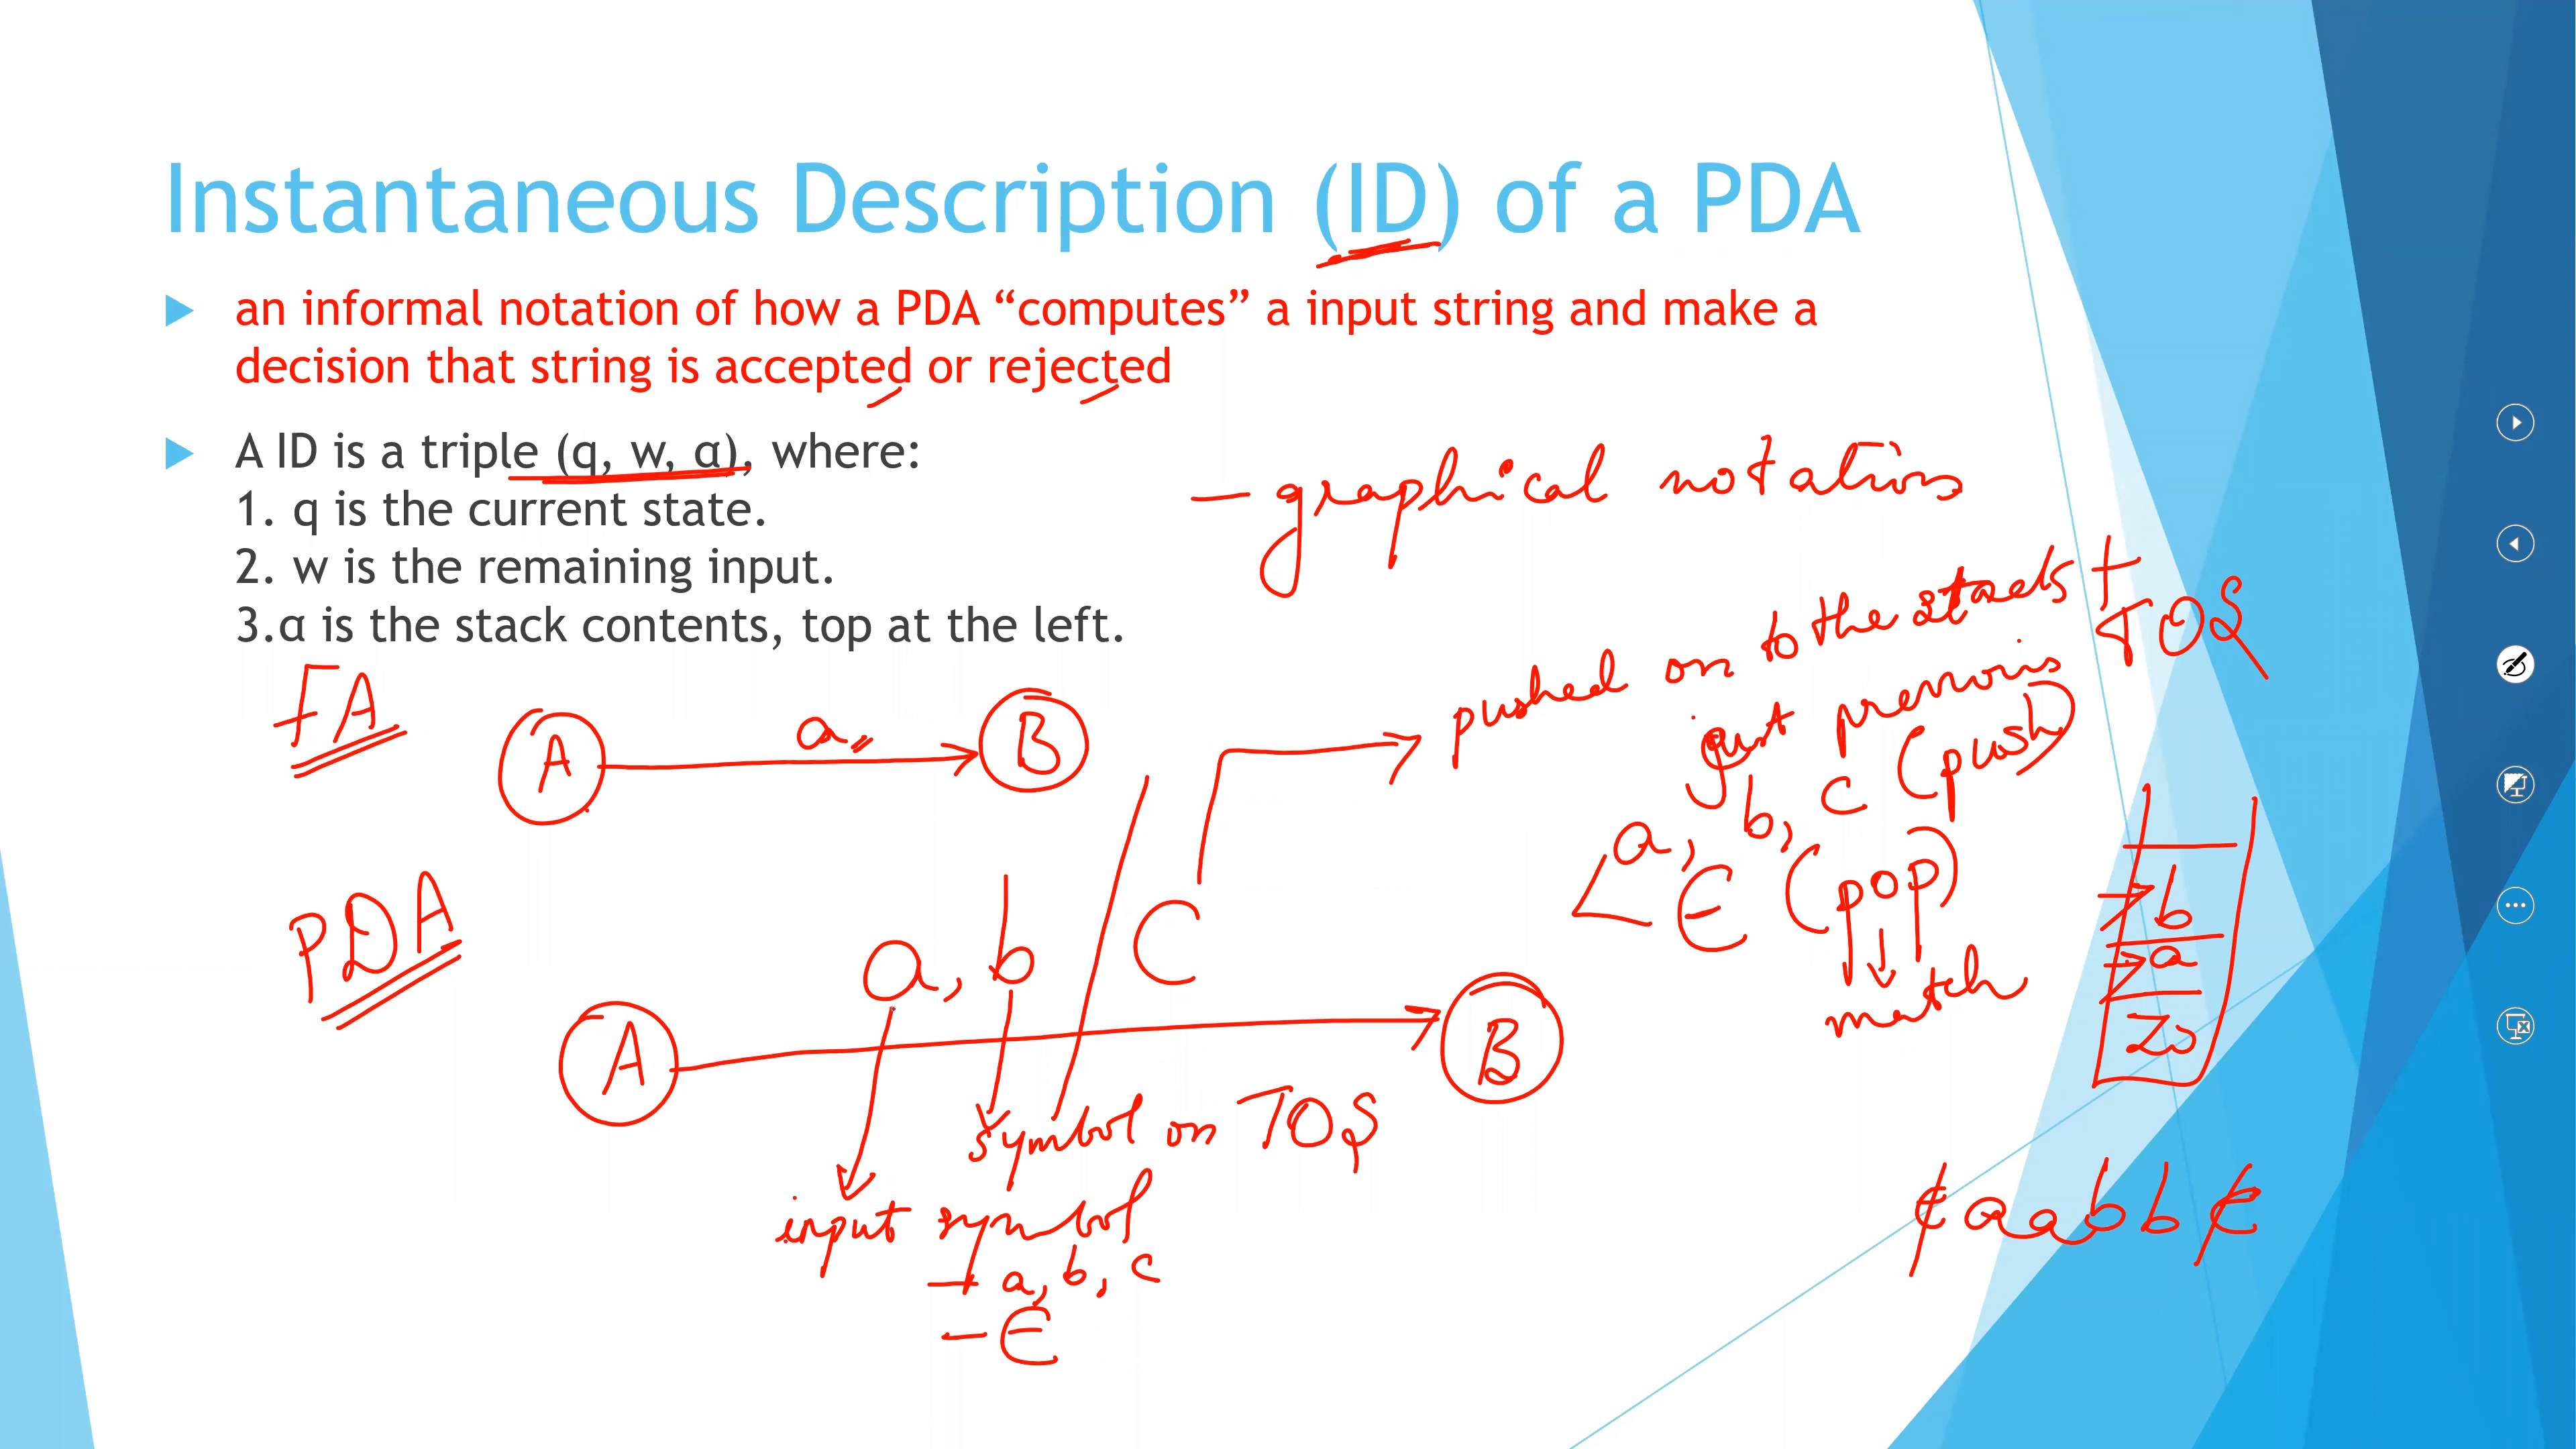 Instantaneous Description (ID) of a PDA
an informal notation of how a PDA “computes” a input string and make a
decision that string is accepted or rejected
A ID is a triple (q, w, α), where:
1. q is the current state.
2. w is the remaining input.
3.α is the stack contents, top at the left.
- graphical notation
pushed on to the stack +
just previous TOS
a, b, c (push)
ϵ (pop)
match
FA
A a B
PDA
a, b / C
A B
symbol on TOS
input symbol
- a, b, c
- ϵ
b
a
Z0
ϵ a a b b ϵ